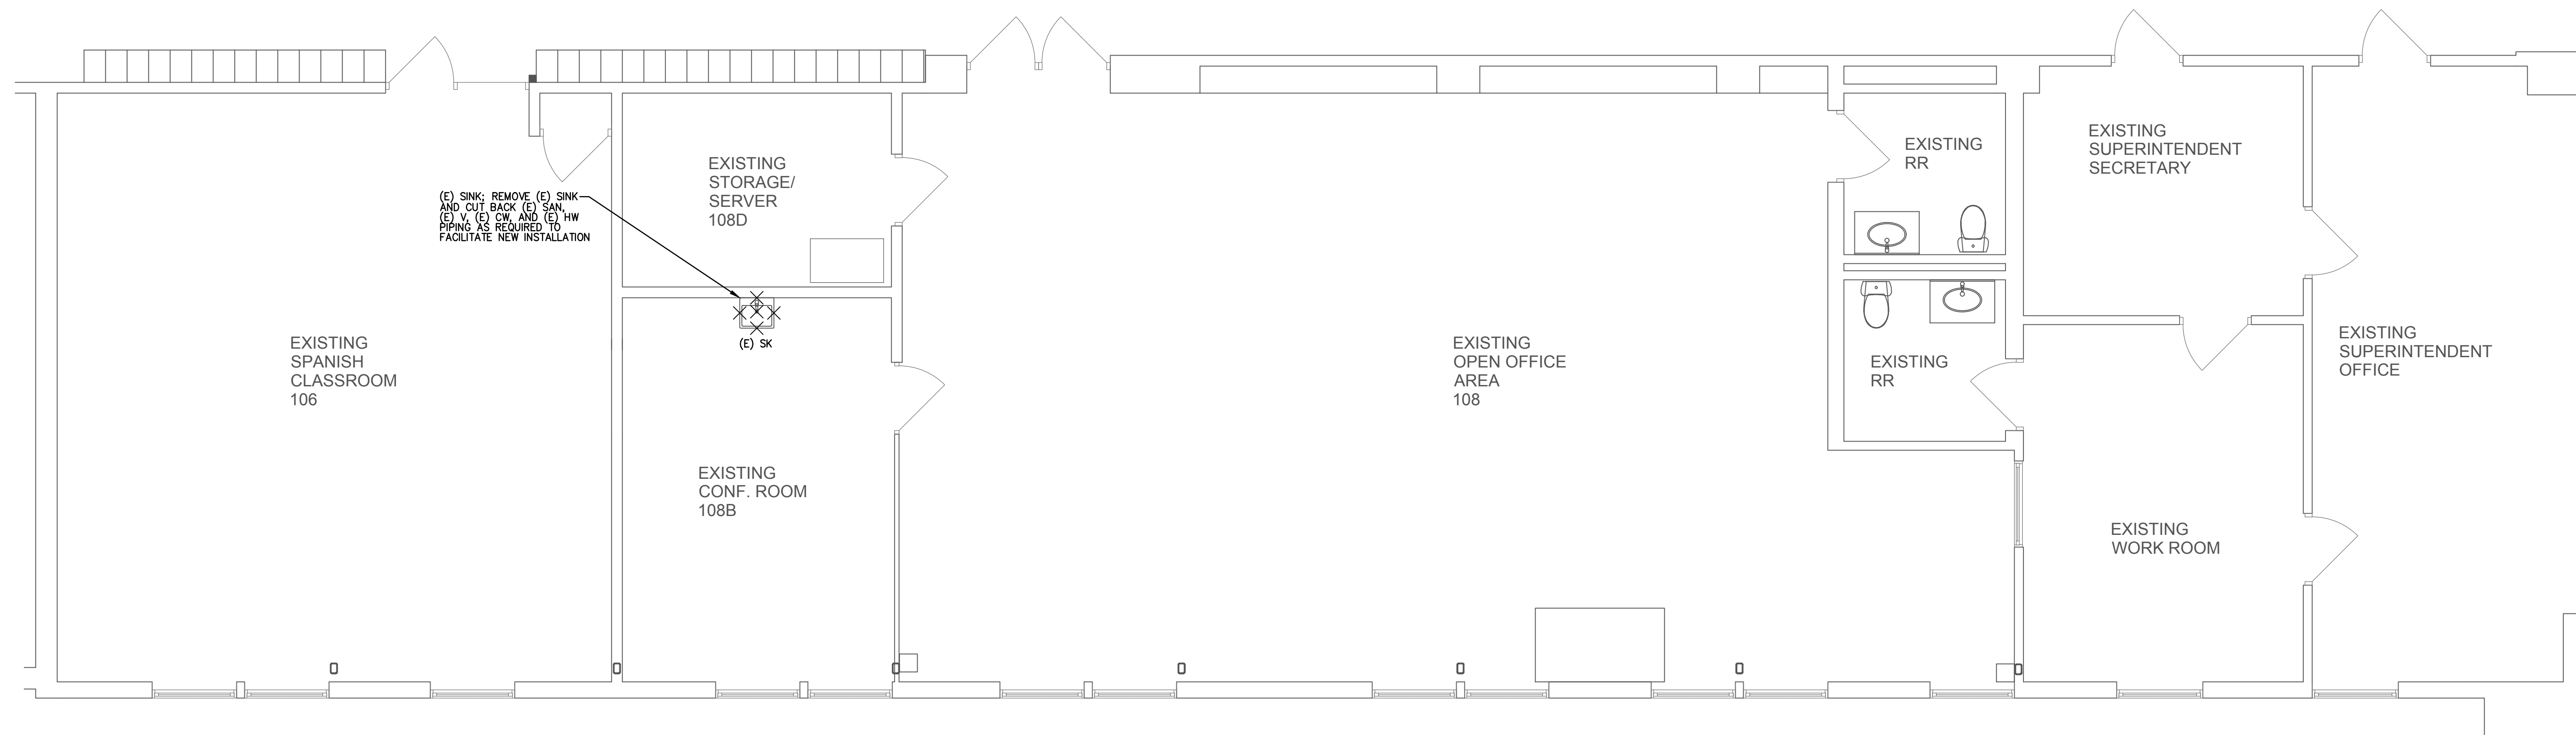 EXISTING
SPANISH
CLASSROOM
106
(E) SINK; REMOVE (E) SINK
AND CUT BACK (E) SAN,
(E) V, (E) CW, AND (E) HW
PIPING AS REQUIRED TO
FACILITATE NEW INSTALLATION
EXISTING
STORAGE/
SERVER
108D
(E) SK
EXISTING
CONF. ROOM
108B
EXISTING
OPEN OFFICE
AREA
108
EXISTING
RR
EXISTING
RR
EXISTING
SUPERINTENDENT
SECRETARY
EXISTING
WORK ROOM
EXISTING
SUPERINTENDENT
OFFICE